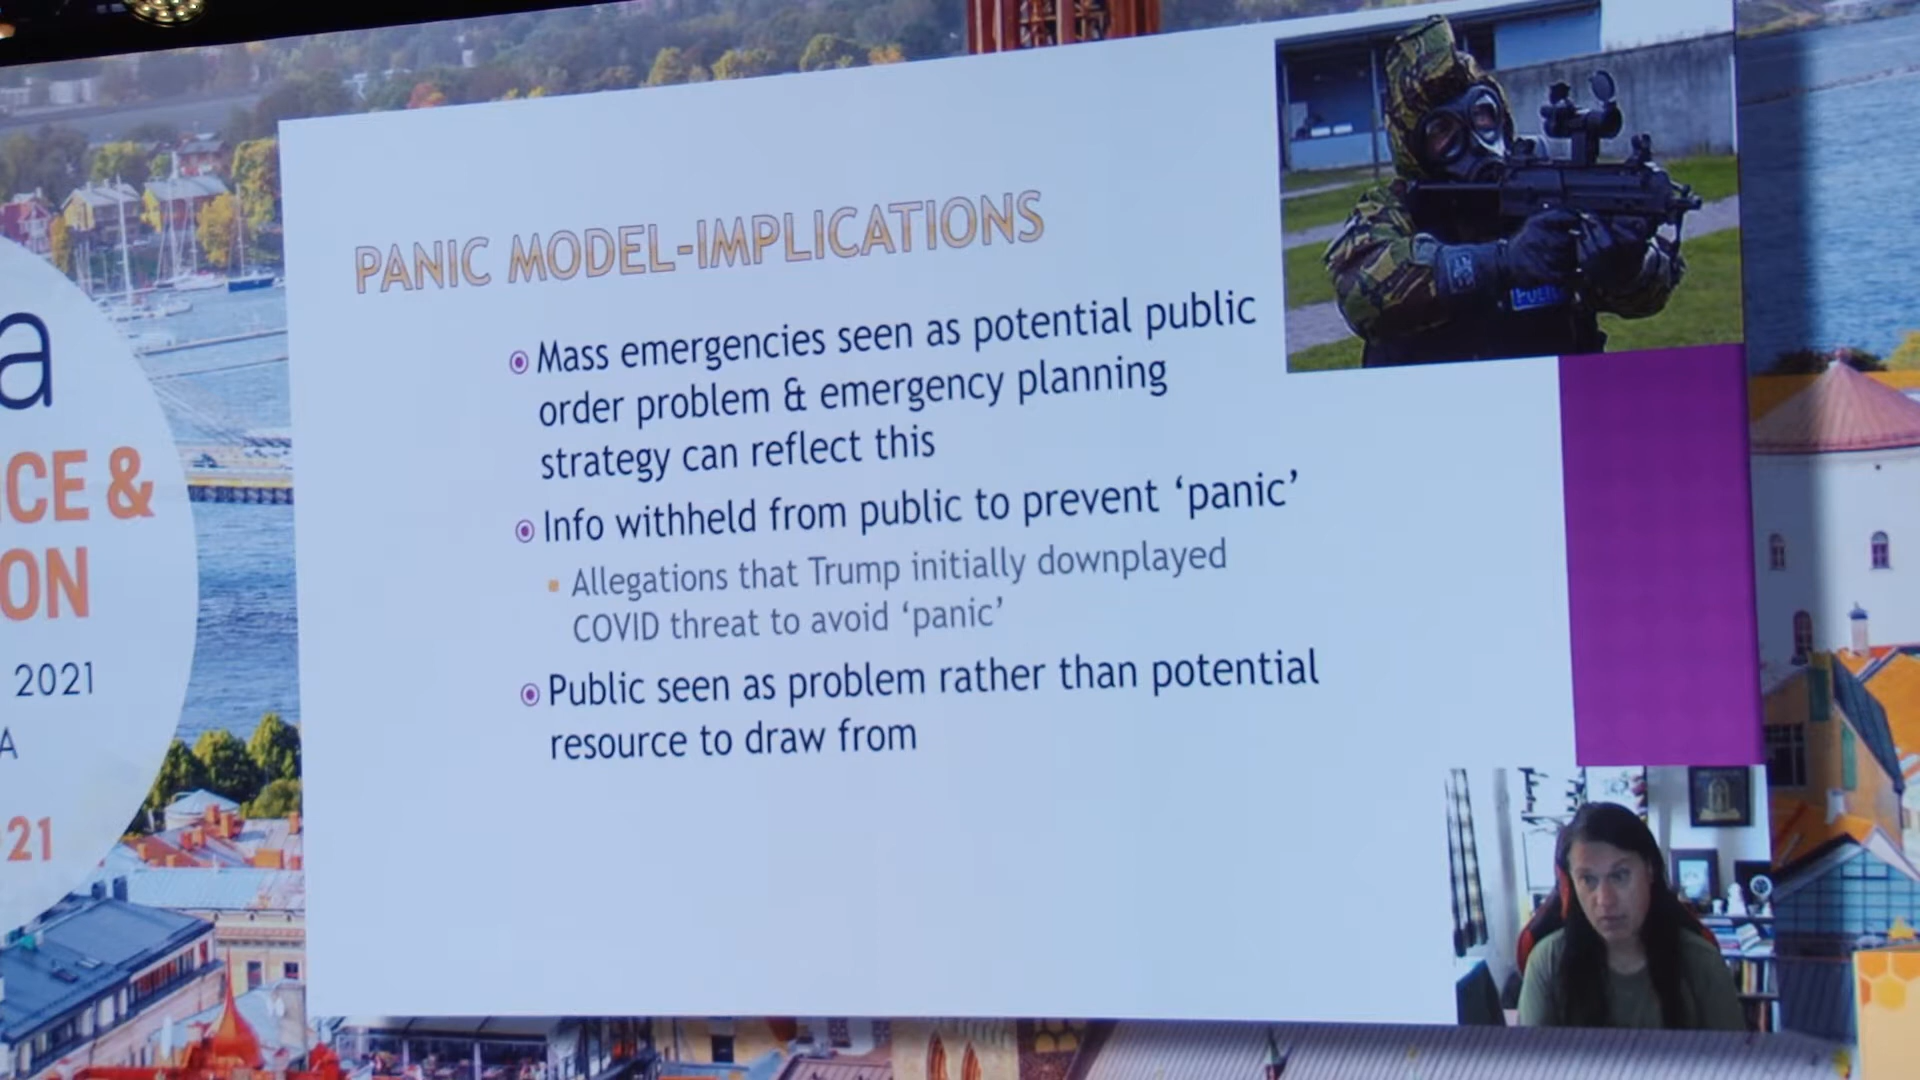 a
CE &
ON
2021
A
21
PANIC MODEL-IMPLICATIONS
Mass emergencies seen as potential public
order problem & emergency planning
strategy can reflect this
Info withheld from public to prevent ‘panic’
Allegations that Trump initially downplayed
COVID threat to avoid ‘panic’
Public seen as problem rather than potential
resource to draw from